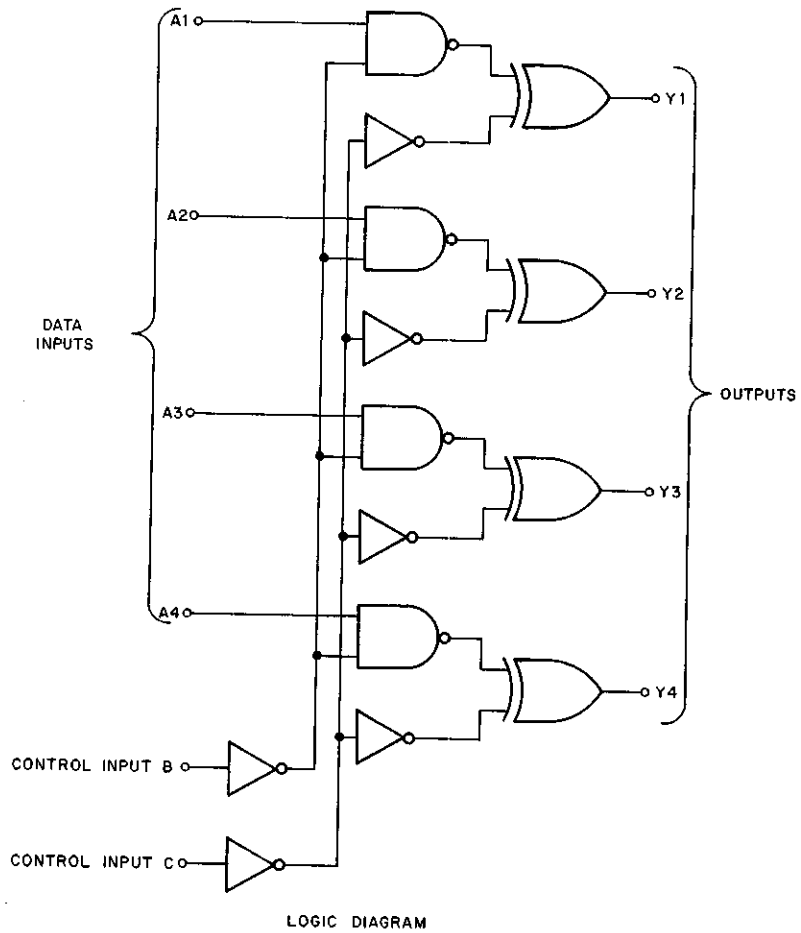 A1
Y1
A2
Y2
DATA
INPUTS
OUTPUTS
A3
Y3
A4
Y4
CONTROL INPUT B
CONTROL INPUT C
LOGIC DIAGRAM